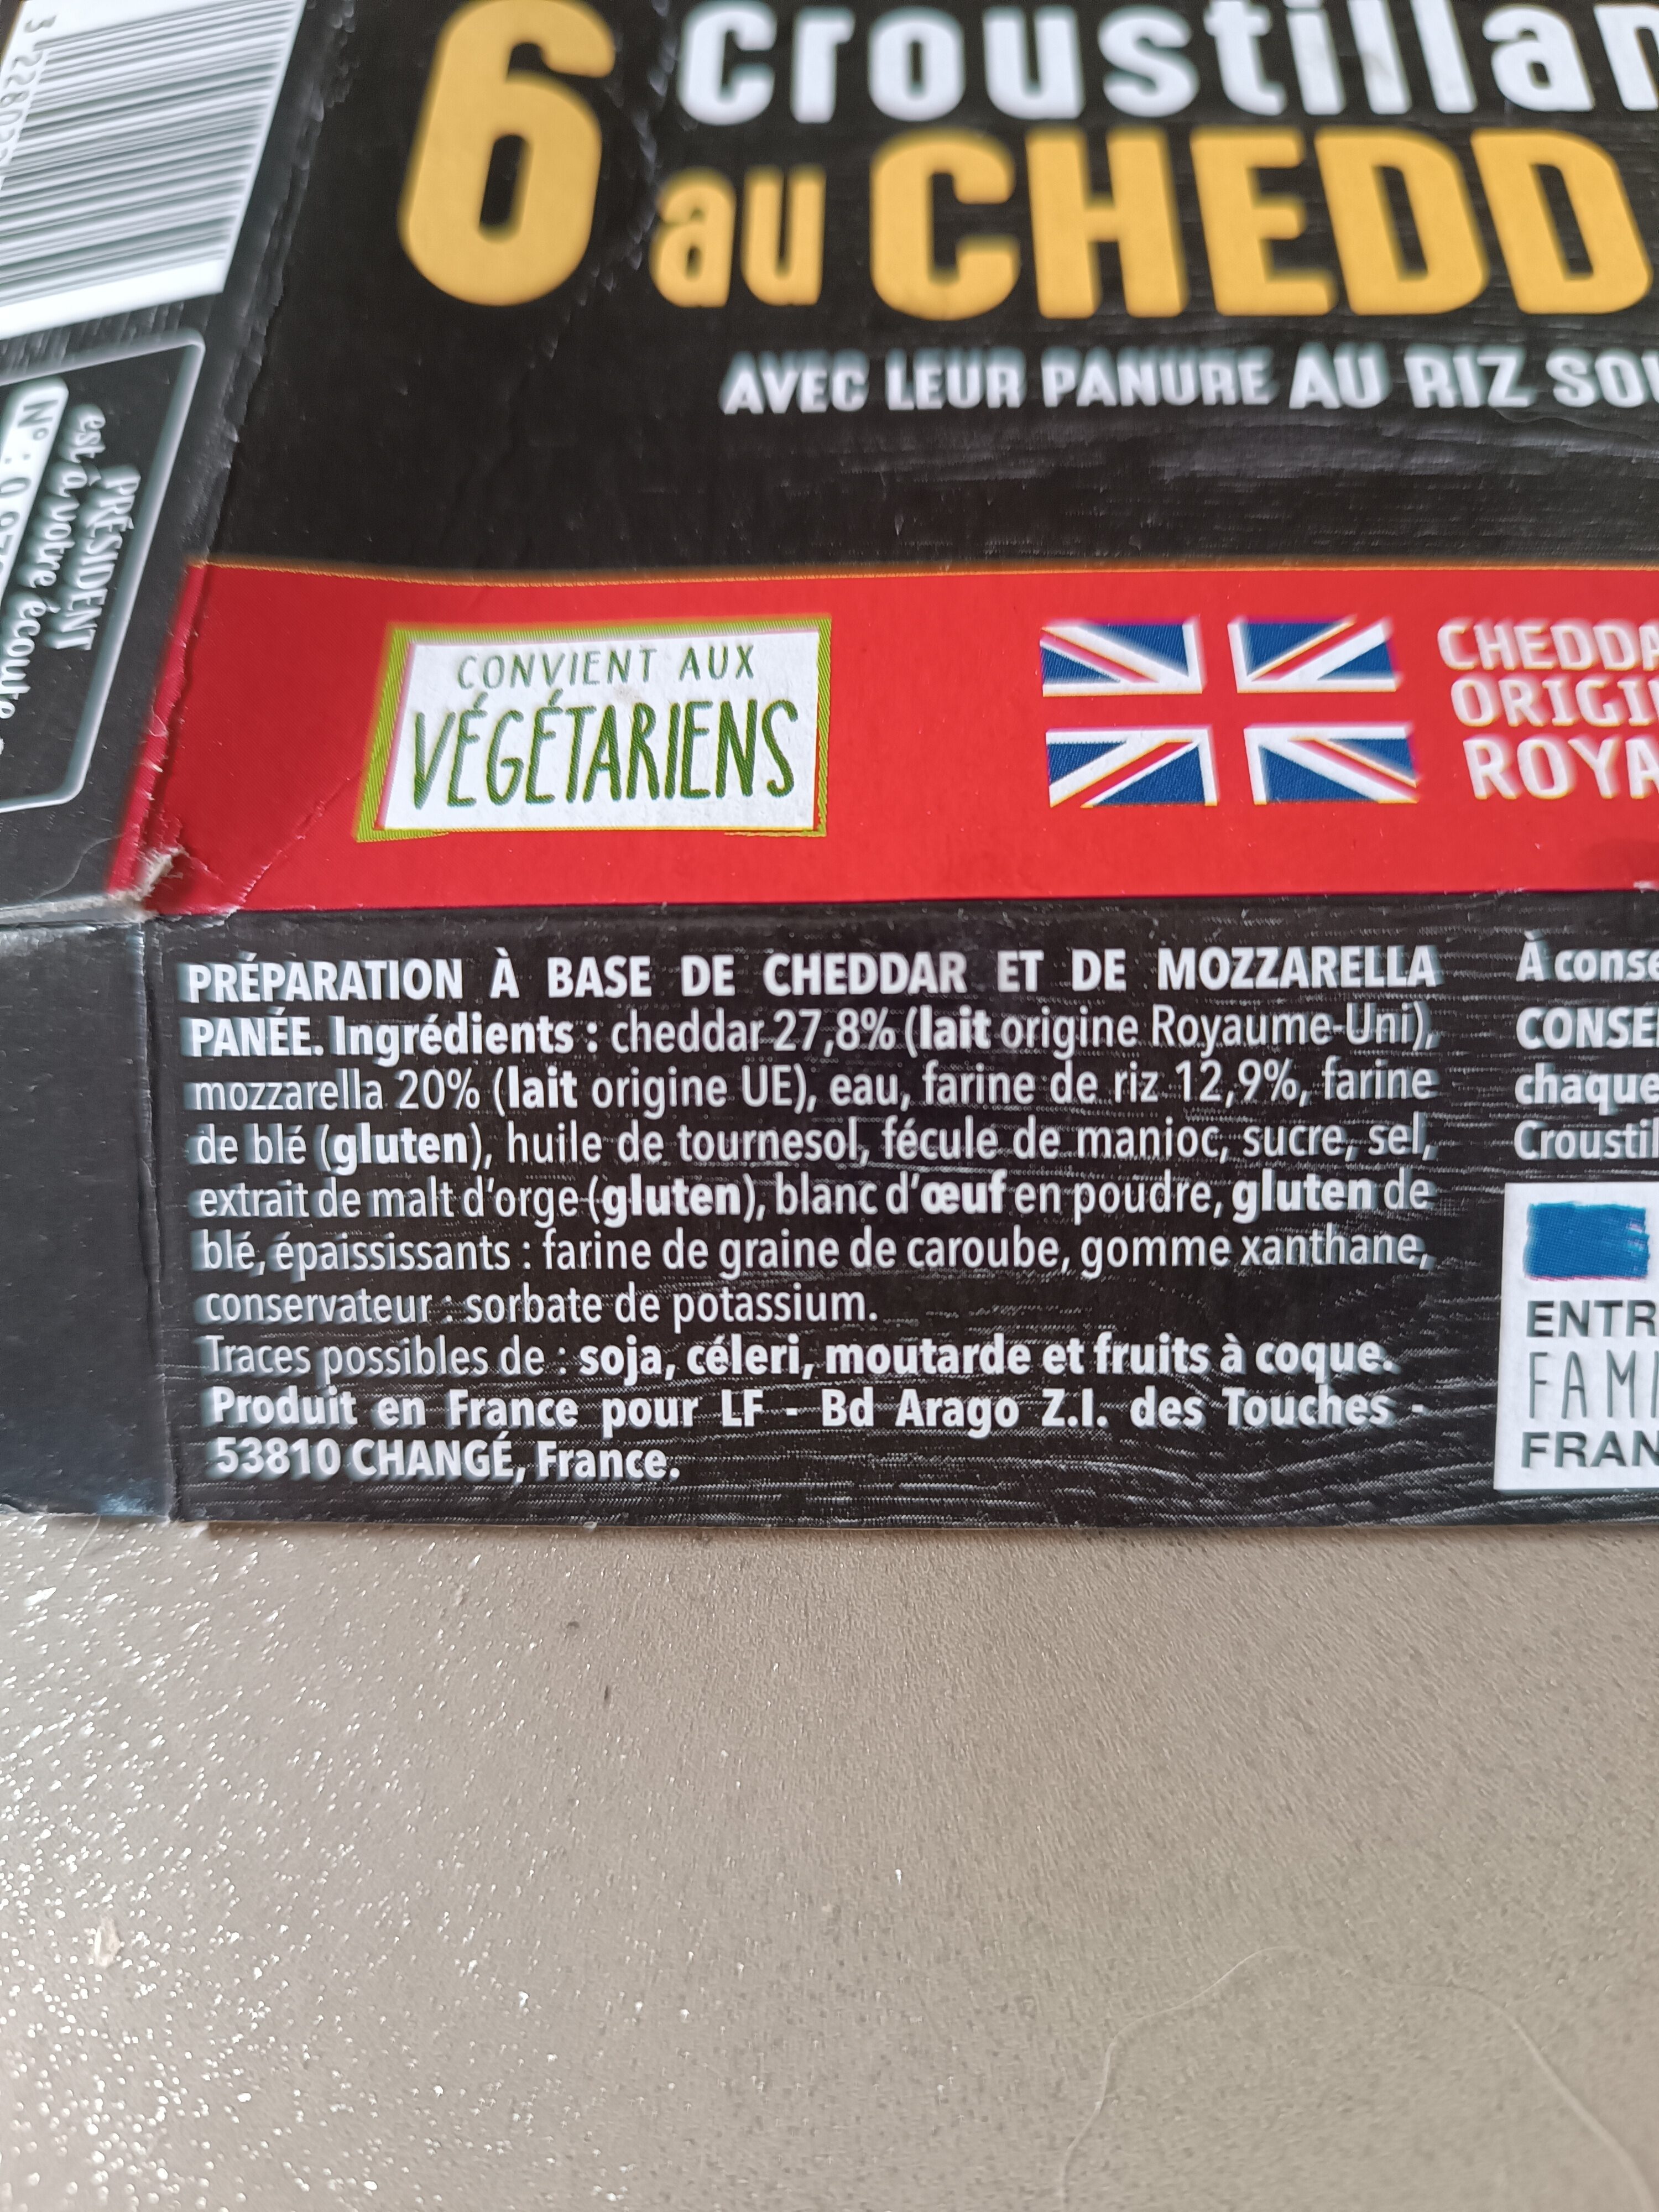 6 Croustillan
au CHEDD
AVEC LEUR PANURE AU RIZ SOU
3 228022
PRÉSIDENT
est à votre écoute
N° : 0 97
CONVIENT AUX
VÉGÉTARIENS
CHEDDA
ORIGI
ROYA
PRÉPARATION À BASE DE CHEDDAR ET DE MOZZARELLA
PANÉE. Ingrédients : cheddar 27,8% (lait origine Royaume-Uni),
mozzarella 20% (lait origine UE), eau, farine de riz 12,9%, farine
de blé (gluten), huile de tournesol, fécule de manioc, sucre, sel,
extrait de malt d'orge (gluten), blanc d'œuf en poudre, gluten de
blé, épaississants : farine de graine de caroube, gomme xanthane,
conservateur : sorbate de potassium.
Traces possibles de : soja, céleri, moutarde et fruits à coque.
Produit en France pour LF - Bd Arago Z.I. des Touches -
53810 CHANGÉ, France.
À conse
CONSE
chaque
Croustil
ENTR
FAMI
FRAN